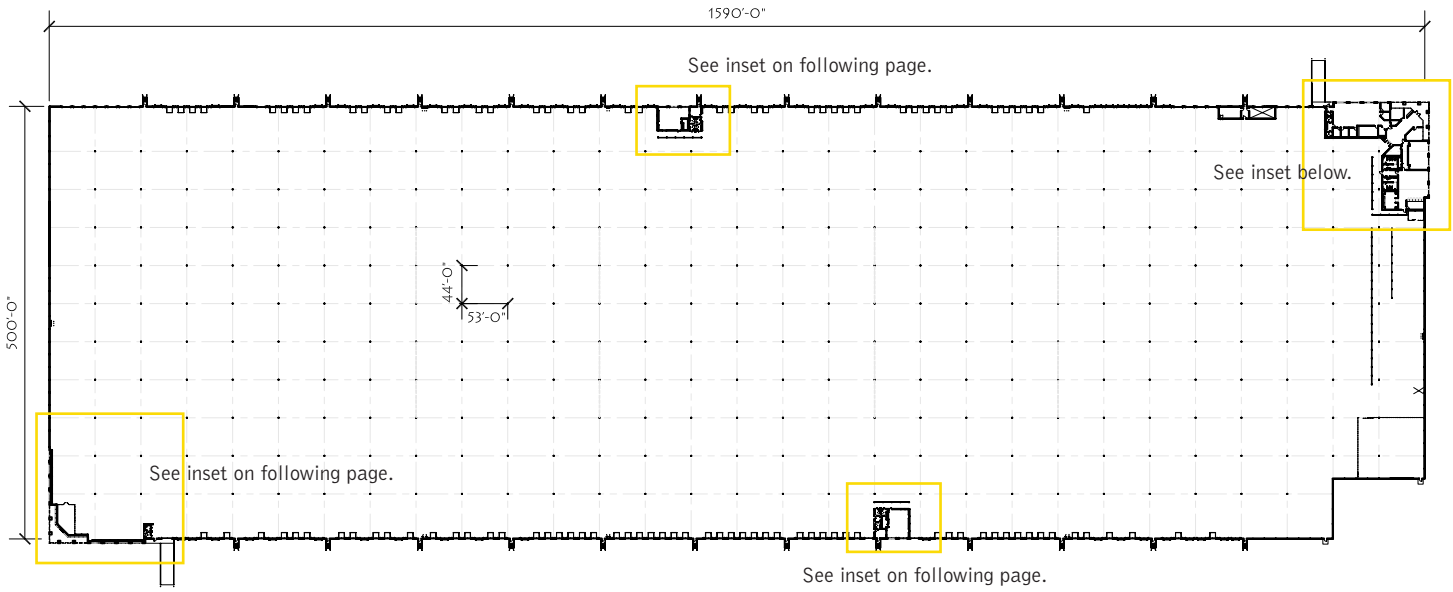 1590'-0"
See inset on following page.
See inset below.
44'-0"
53'-0"
500'-0"
See inset on following page.
See inset on following page.